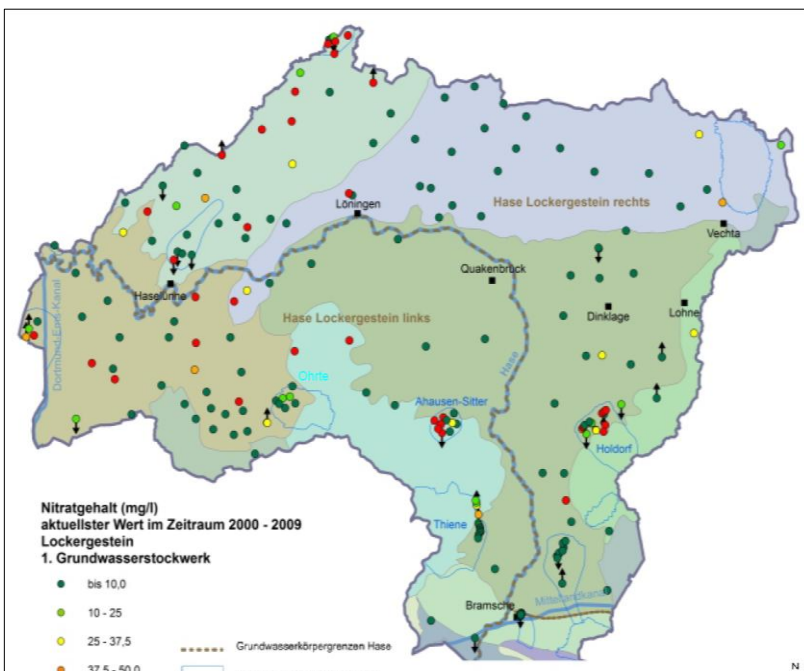 Löningen
Hase Lockergestein rechts
Vechta
Quakenbrück
Haselünne
Hase Lockergestein links
Dinklage
Lohne
Dortmund-Ems-Kanal
Hase
Ohrte
Ahausen-Sitter
Holdorf
Nitratgehalt (mg/l)
aktuellster Wert im Zeitraum 2000 - 2009
Lockergestein
1. Grundwasserstockwerk
Thiene
bis 10,0
10 - 25
25 - 37,5
37,5 - 50,0
Bramsche
Mittellandkanal
Grundwasserkörpergrenzen Hase
N